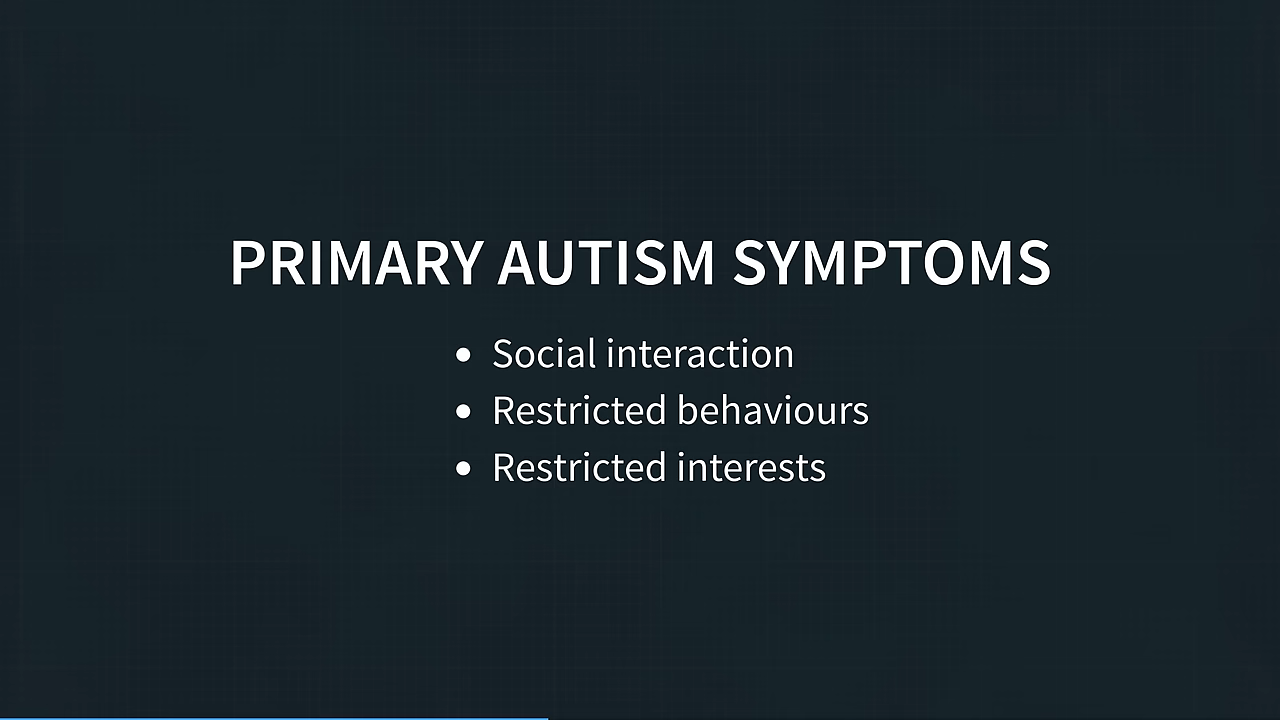 PRIMARY AUTISM SYMPTOMS
• Social interaction
• Restricted behaviours
• Restricted interests